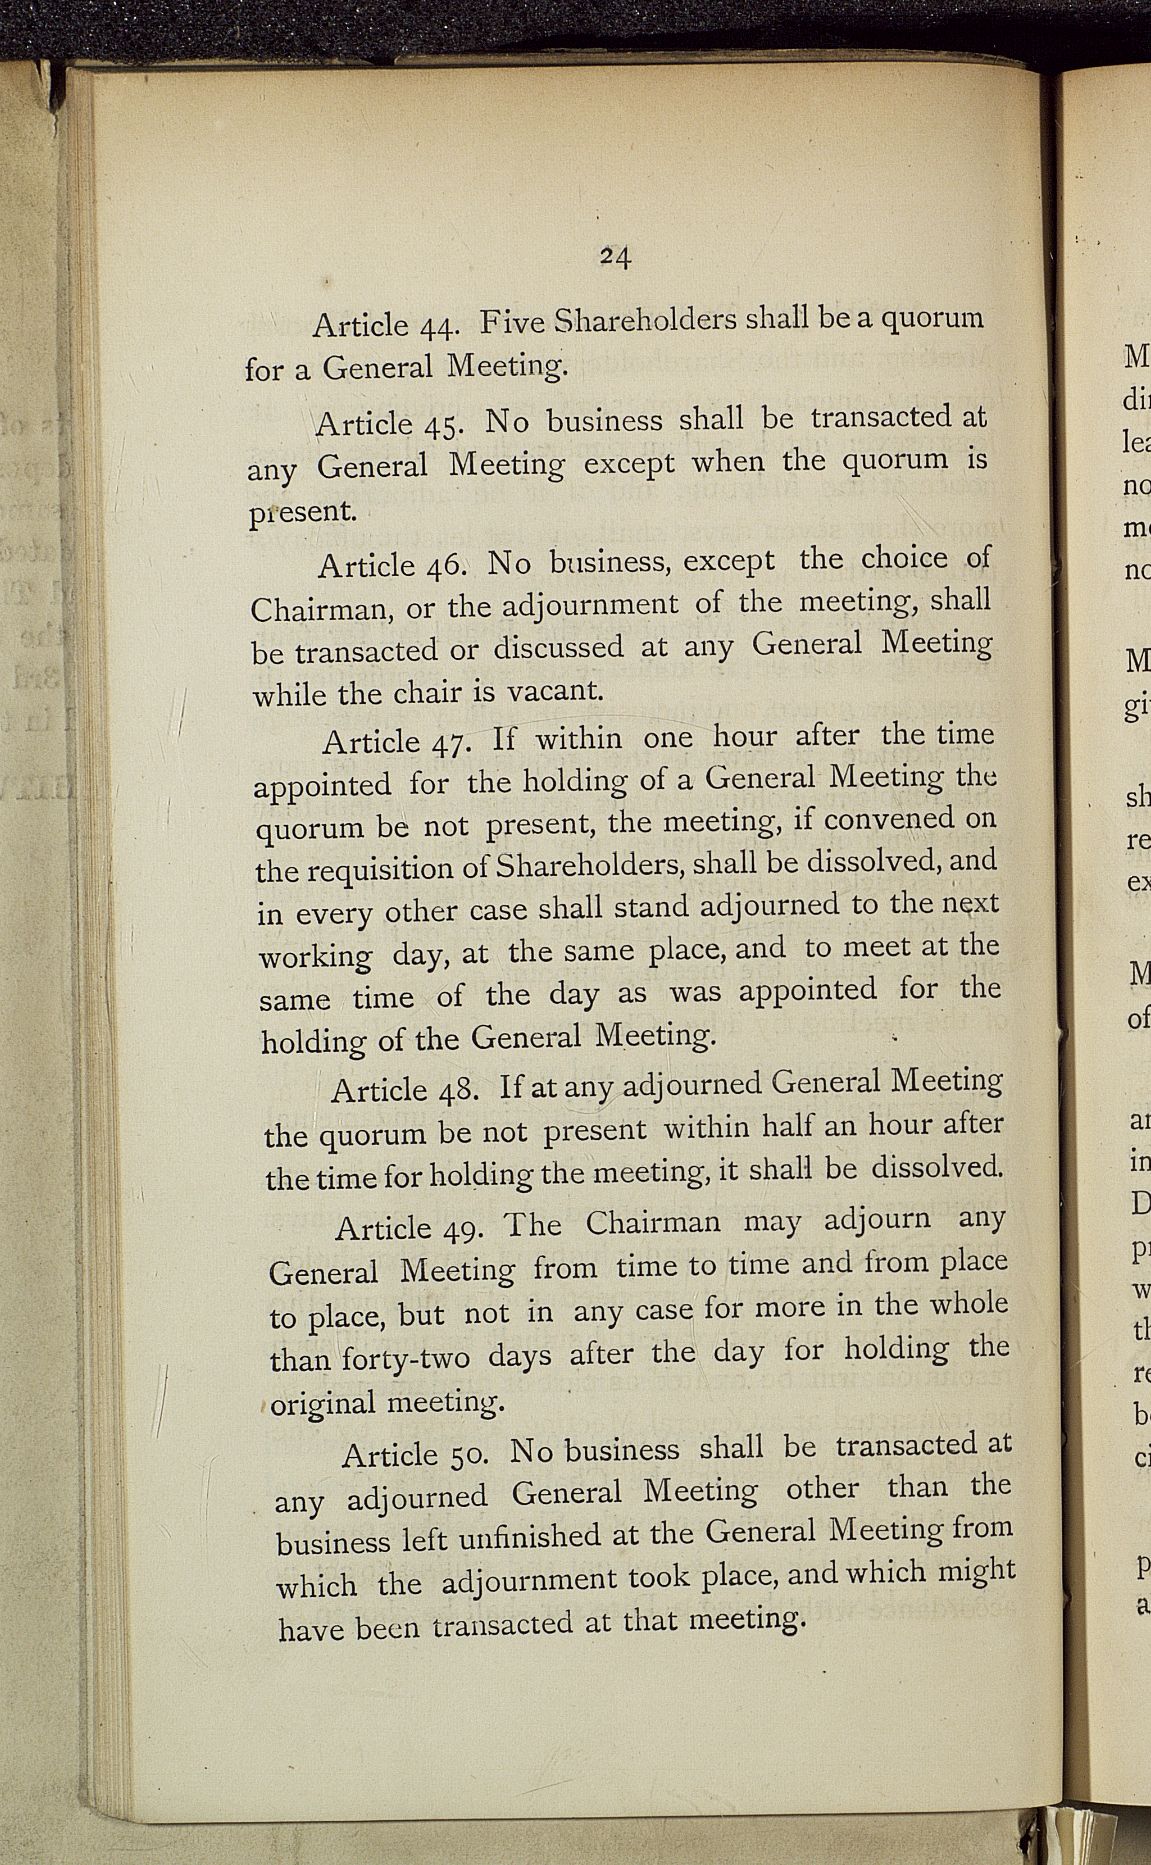 24
Article 44. Five Shareholders shall be a quorum
for a General Meeting.
Article 45. No business shall be transacted at
any General Meeting except when the quorum is
present.
Article 46. No business, except the choice of
Chairman, or the adjournment of the meeting, shall
be transacted or discussed at any General Meeting
while the chair is vacant.
Article 47. If within one hour after the time
appointed for the holding of a General Meeting the
quorum be not present, the meeting, if convened on
the requisition of Shareholders, shall be dissolved, and
in every other case shall stand adjourned to the next
working day, at the same place, and to meet at the
same time of the day as was appointed for the
holding of the General Meeting.
Article 48. If at any adjourned General Meeting
the quorum be not present within half an hour after
the time for holding the meeting, it shall be dissolved.
Article 49. The Chairman may adjourn any
General Meeting from time to time and from place
to place, but not in any case for more in the whole
than forty-two days after the day for holding the
original meeting.
Article 50. No business shall be transacted at
any adjourned General Meeting other than the
business left unfinished at the General Meeting from
which the adjournment took place, and which might
have been transacted at that meeting.